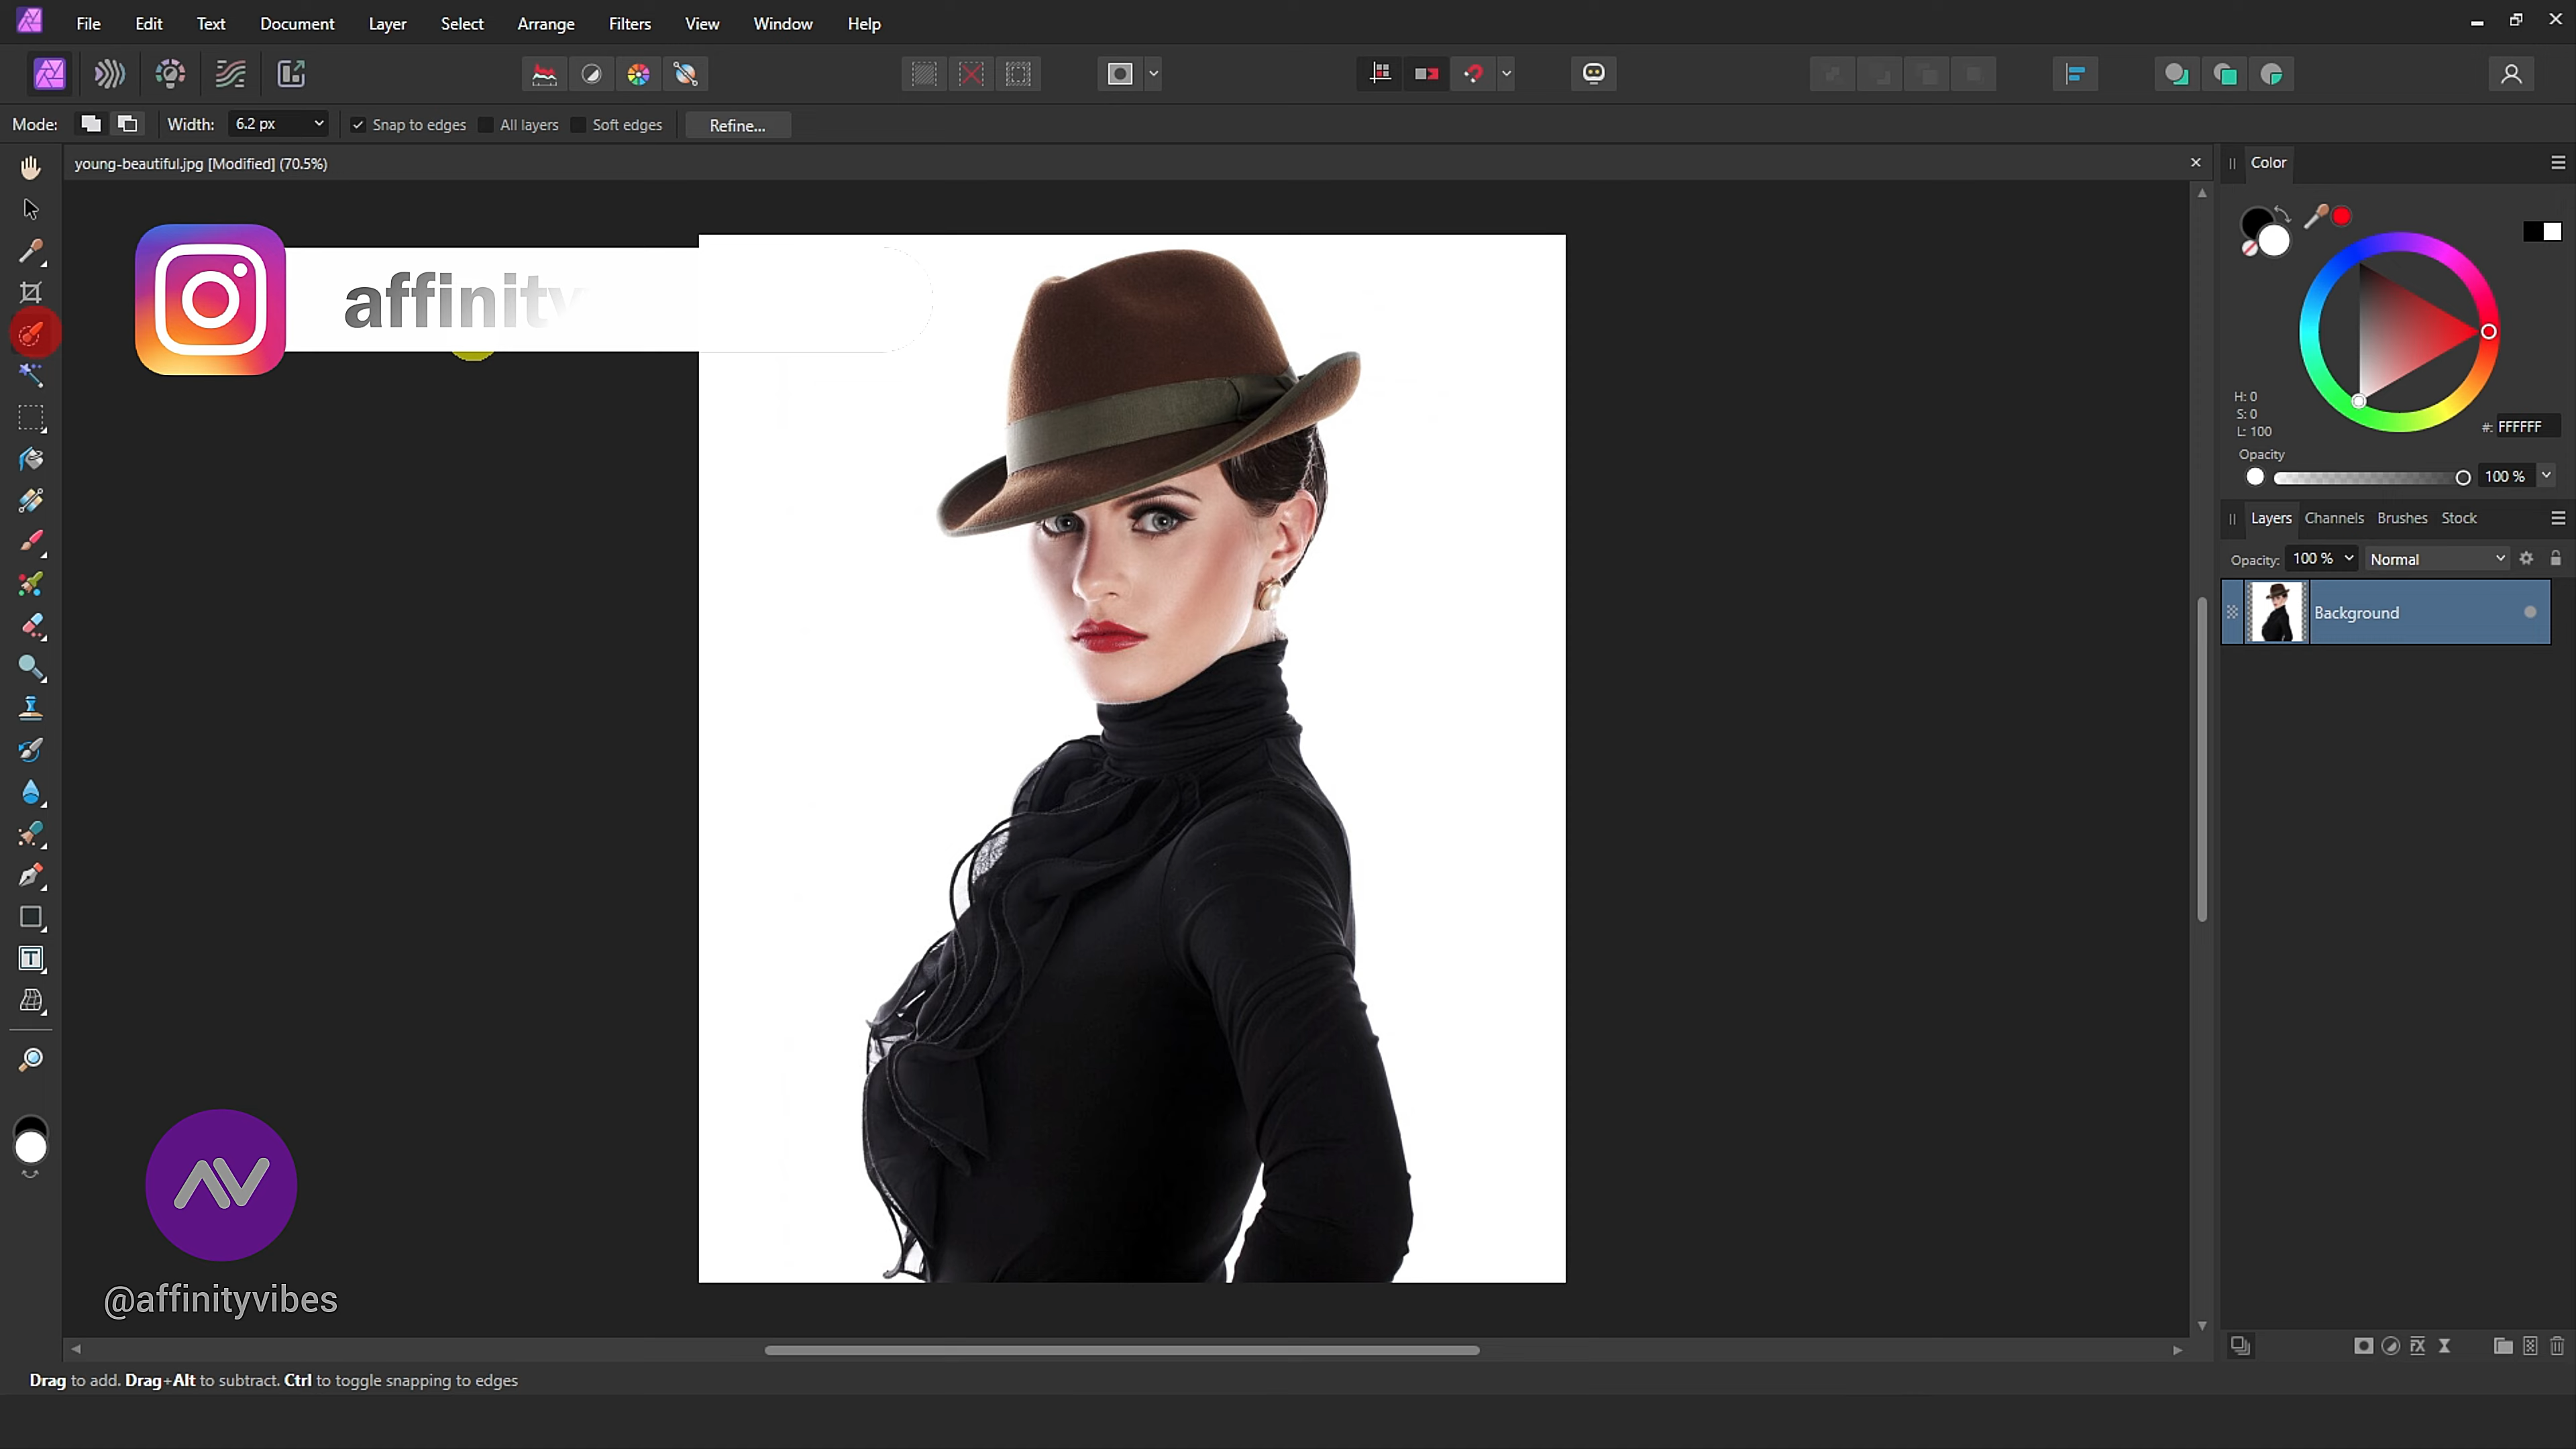 File Edit Text Document Layer Select Arrange Filters View Window Help
Mode: Width: 6.2 px Snap to edges All layers Soft edges Refine...
young-beautiful.jpg [Modified] (70.5%)
Color
affinity
H: 0
S: 0
L: 100
#: FFFFFF
Opacity
100 %
Layers Channels Brushes Stock
Opacity: 100 % Normal
Background
@affinityvibes
Drag to add. Drag+Alt to subtract. Ctrl to toggle snapping to edges